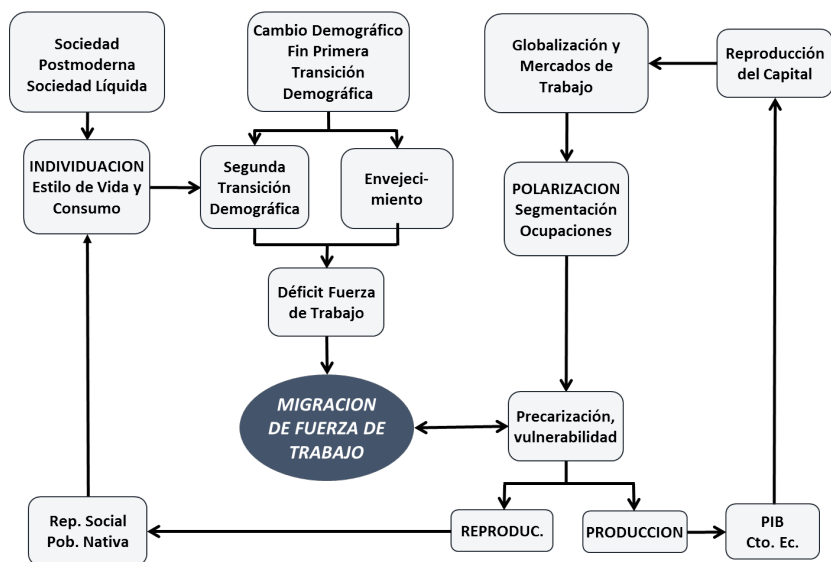 Sociedad
Postmoderna
Sociedad Líquida
Cambio Demográfico
Fin Primera
Transición
Demográfica
Globalización y
Mercados de
Trabajo
Reproducción
del Capital
INDIVIDUACION
Estilo de Vida y
Consumo
Segunda
Transición
Demográfica
Envejeci-
miento
POLARIZACION
Segmentación
Ocupaciones
Déficit Fuerza
de Trabajo
MIGRACION
DE FUERZA DE
TRABAJO
Precarización,
vulnerabilidad
Rep. Social
Pob. Nativa
REPRODUC.
PRODUCCION
PIB
Cto. Ec.